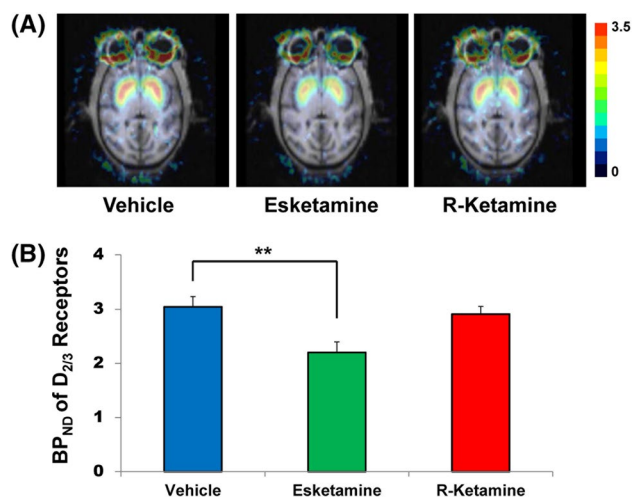 (A)
3.5
0
Vehicle Esketamine R-Ketamine
(B)
BPND of D2/3 Receptors
4
3
2
1
0
**
Vehicle Esketamine R-Ketamine